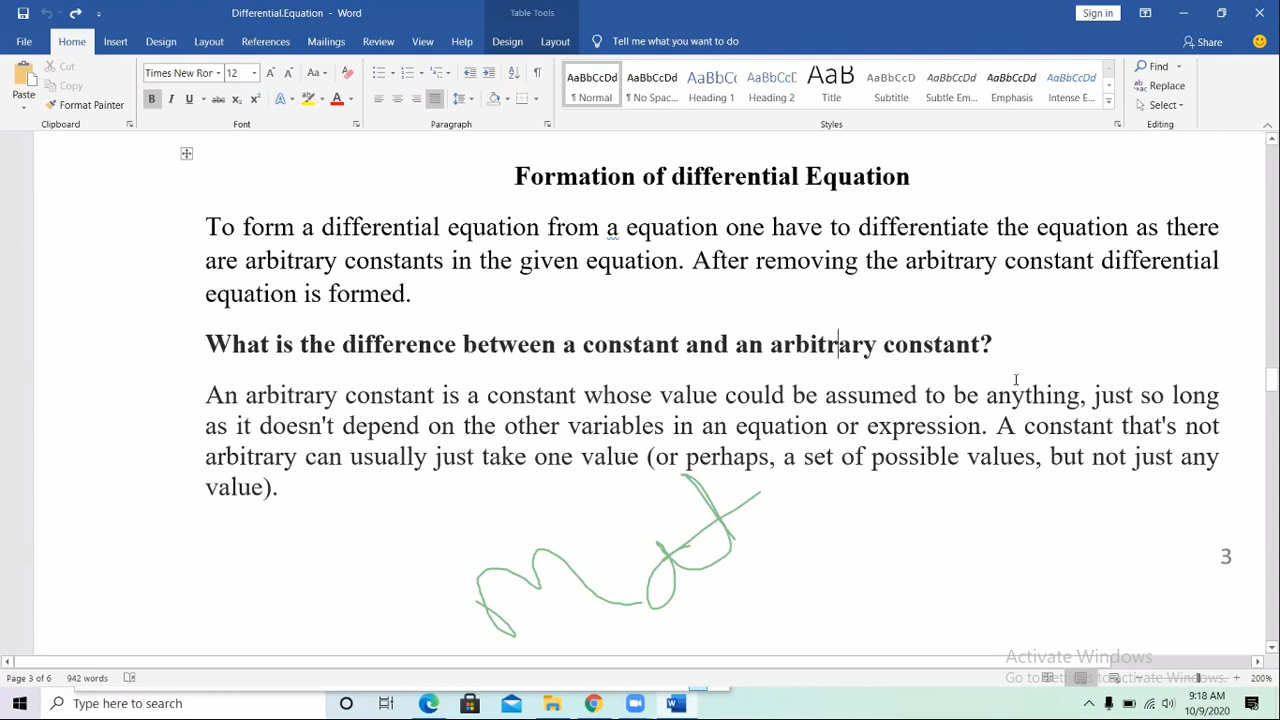 Differential.Equation - Word
Table Tools
Sign in
File Home Insert Design Layout References Mailings Review View Help Design Layout Tell me what you want to do Share
Paste
Cut
Copy
Format Painter
Clipboard
Times New Ror 12
Font
Paragraph
AaBbCcDd AaBbCcDd AaBbC AaBbCcD AaB AaBbCcDd AaBbCcDd AaBbCcDd AaBbCcDd
¶ Normal ¶ No Spac... Heading 1 Heading 2 Title Subtitle Subtle Em... Emphasis Intense E...
Styles
Find
Replace
Select
Editing
Formation of differential Equation
To form a differential equation from a equation one have to differentiate the equation as there
are arbitrary constants in the given equation. After removing the arbitrary constant differential
equation is formed.
What is the difference between a constant and an arbitrary constant?
An arbitrary constant is a constant whose value could be assumed to be anything, just so long
as it doesn't depend on the other variables in an equation or expression. A constant that's not
arbitrary can usually just take one value (or perhaps, a set of possible values, but not just any
value).
3
Activate Windows
Page 3 of 6 942 words
200%
Type here to search
9:18 AM
10/9/2020